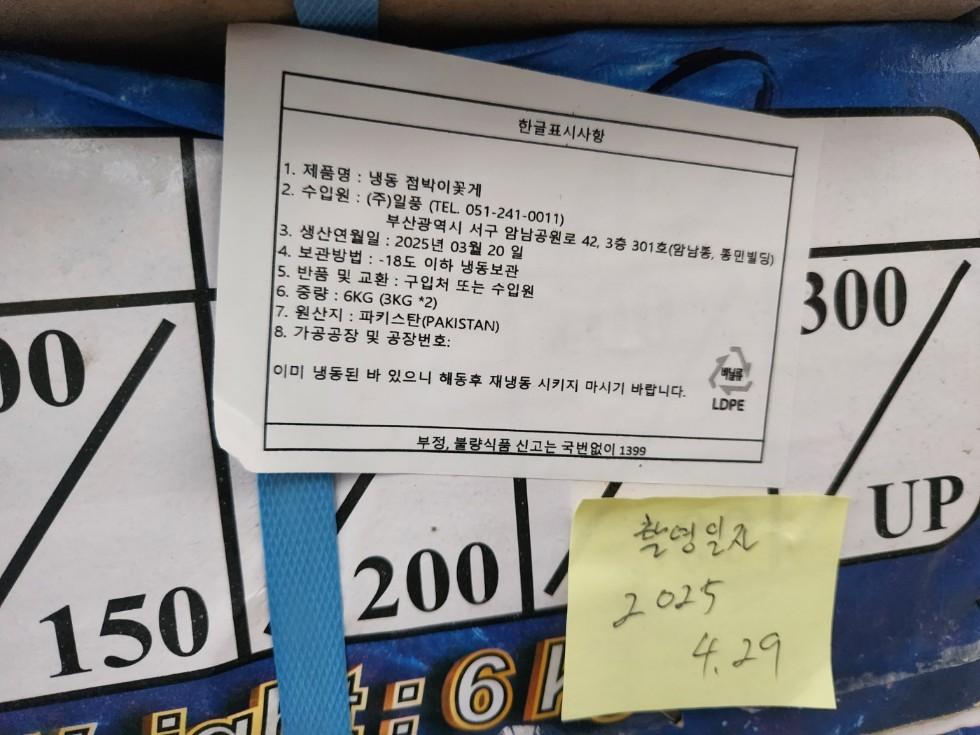 한글표시사항
1. 제품명 : 냉동 점박이꽃게
2. 수입원 : (주)일풍 (TEL. 051-241-0011)
부산광역시 서구 암남공원로 42, 3층 301호(암남동, 통민빌딩)
3. 생산연월일 : 2025년 03월 20 일
4. 보관방법 : -18도 이하 냉동보관
5. 반품 및 교환 : 구입처 또는 수입원
6. 중량 : 6KG (3KG *2)
7. 원산지 : 파키스탄(PAKISTAN)
8. 가공공장 및 공장번호:
이미 냉동된 바 있으니 해동후 재냉동 시키지 마시기 바랍니다.
비닐류
LDPE
부정, 불량식품 신고는 국번없이 1399
00
300
150
200
UP
촬영일자
2025
4.29
: 6